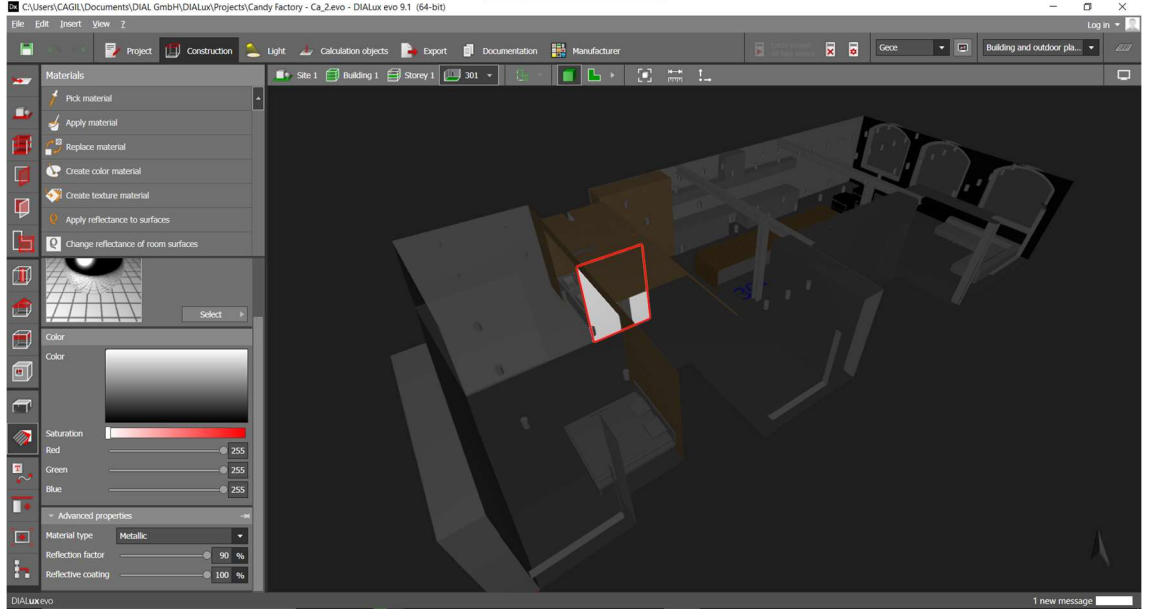 C:\Users\CAGIL\Documents\DIAL GmbH\DIALux\Projects\Candy Factory - Ca_2.evo - DIALux evo 9.1 (64-bit)
File Edit Insert View ?
Log in
Project Construction Light Calculation objects Export Documentation Manufacturer
Gece
Building and outdoor pla...
Materials
Site 1 Building 1 Storey 1 301
Pick material
Apply material
Replace material
Create color material
Create texture material
Apply reflectance to surfaces
Change reflectance of room surfaces
Select
Color
Color
Saturation
Red 255
Green 255
Blue 255
Advanced properties
Material type Metallic
Reflection factor 90 %
Reflective coating 100 %
DIALux evo
1 new message